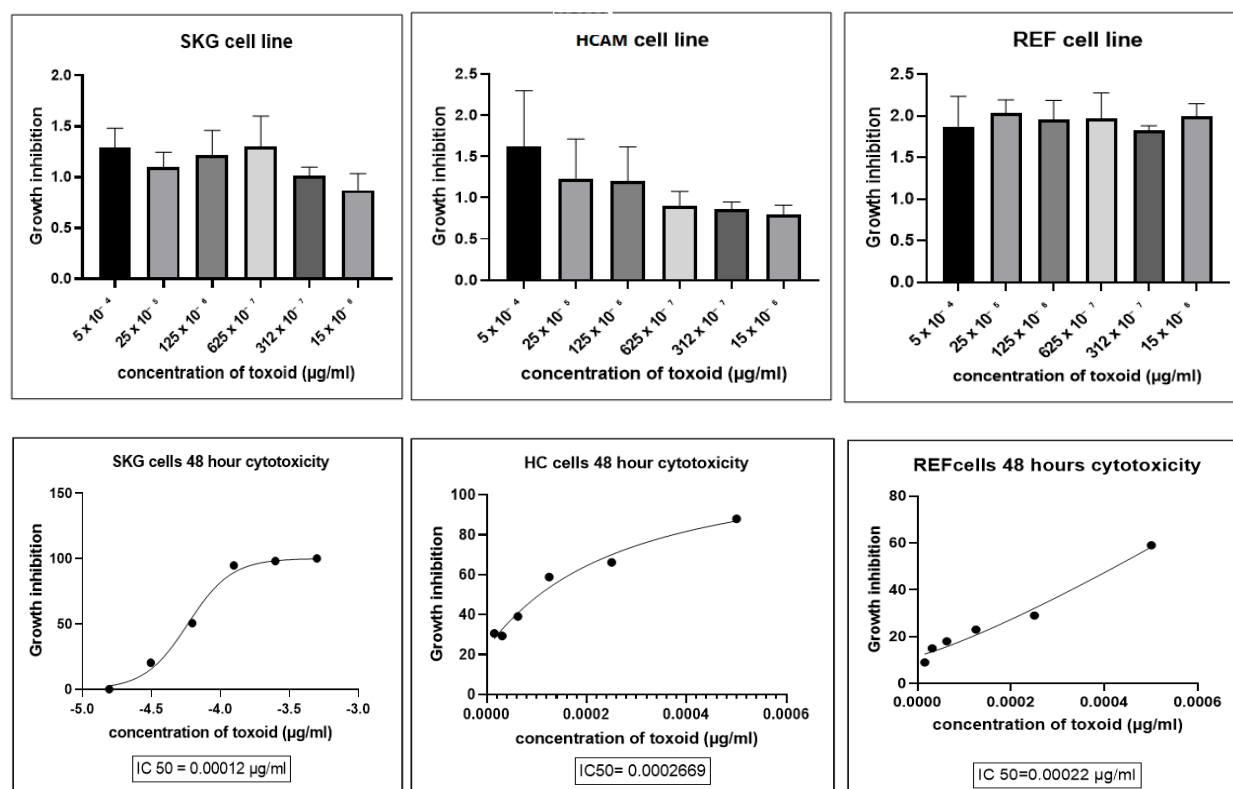 SKG cell line
2.0
1.5
1.0
0.5
0.0
Growth inhibition
5 x 10⁻⁴
25 x 10⁻⁵
125 x 10⁻⁶
625 x 10⁻⁷
312 x 10⁻⁷
15 x 10⁻⁶
concentration of toxoid (µg/ml)
HCAM cell line
2.5
2.0
1.5
1.0
0.5
0.0
Growth inhibition
5 x 10⁻⁴
25 x 10⁻⁵
125 x 10⁻⁶
625 x 10⁻⁷
312 x 10⁻⁷
15 x 10⁻⁶
concentration of toxoid (µg/ml)
REF cell line
2.5
2.0
1.5
1.0
0.5
0.0
Growth inhibition
5 x 10⁻⁴
25 x 10⁻⁵
125 x 10⁻⁶
625 x 10⁻⁷
312 x 10⁻⁷
15 x 10⁻⁶
concentration of toxoid (µg/ml)
SKG cells 48 hour cytotoxicity
150
100
50
0
Growth inhibition
-5.0 -4.5 -4.0 -3.5 -3.0
concentration of toxoid (µg/ml)
IC 50 = 0.00012 µg/ml
HC cells 48 hour cytotoxicity
100
80
60
40
20
0
Growth inhibition
0.0000 0.0002 0.0004 0.0006
concentration of toxoid (µg/ml)
IC50= 0.0002669
REFcells 48 hours cytotoxicity
80
60
40
20
0
Growth inhibition
0.0000 0.0002 0.0004 0.0006
concentration of toxoid (µg/ml)
IC 50=0.00022 µg/ml